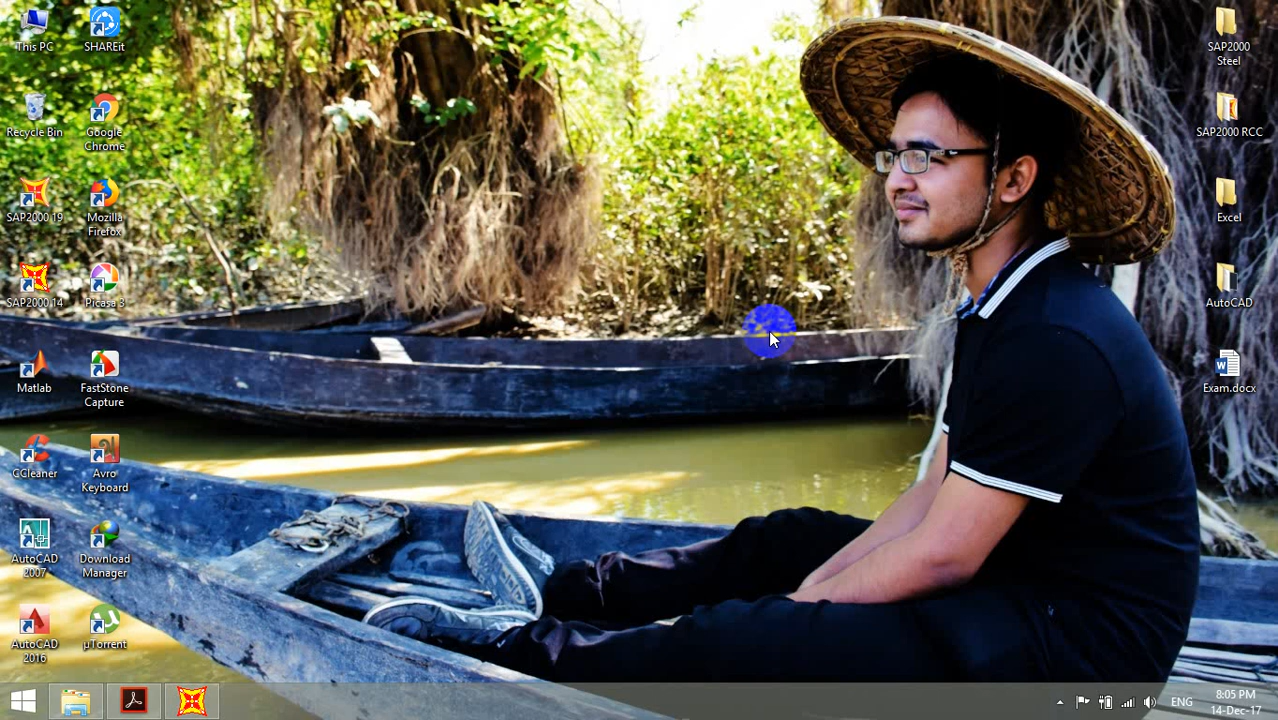 This PC
SHAREit
Recycle Bin
Google
Chrome
SAP2000 19
Mozilla
Firefox
SAP2000 14
Picasa 3
Matlab
FastStone
Capture
CCleaner
Avro
Keyboard
AutoCAD
2007
Download
Manager
AutoCAD
2016
µTorrent
SAP2000
Steel
SAP2000 RCC
Excel
AutoCAD
Exam.docx
ENG
8:05 PM
14-Dec-17